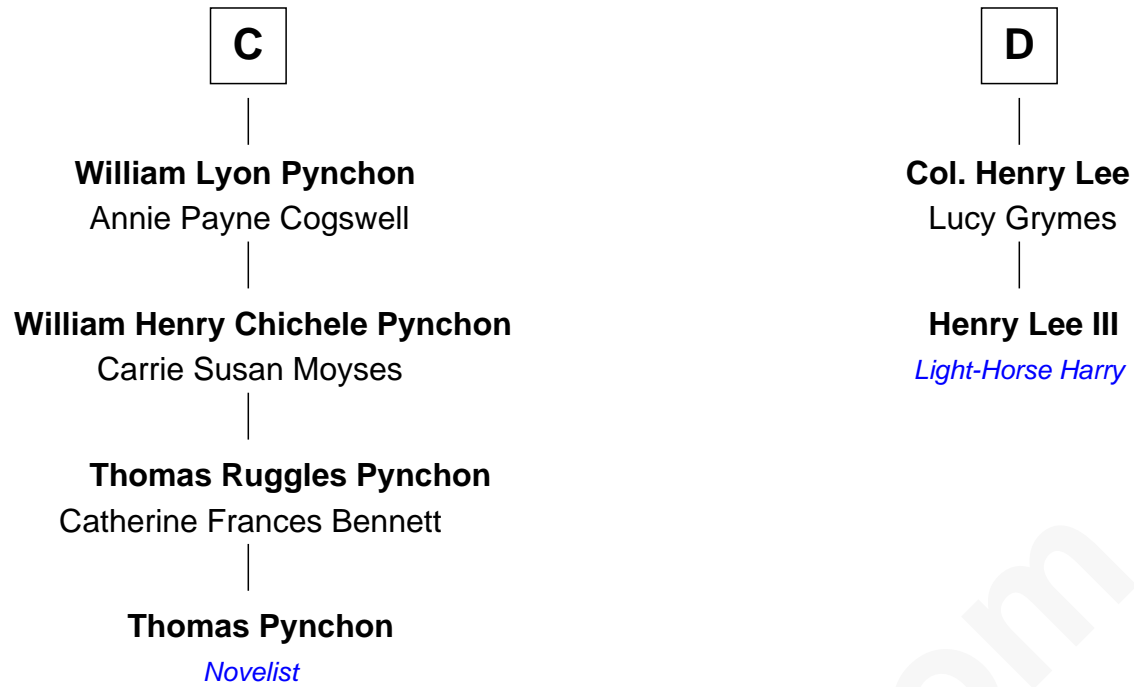 C
William Lyon Pynchon
Annie Payne Cogswell
William Henry Chichele Pynchon
Carrie Susan Moyses
Thomas Ruggles Pynchon
Catherine Frances Bennett
Thomas Pynchon
Novelist
D
Col. Henry Lee
Lucy Grymes
Henry Lee III
Light-Horse Harry
om